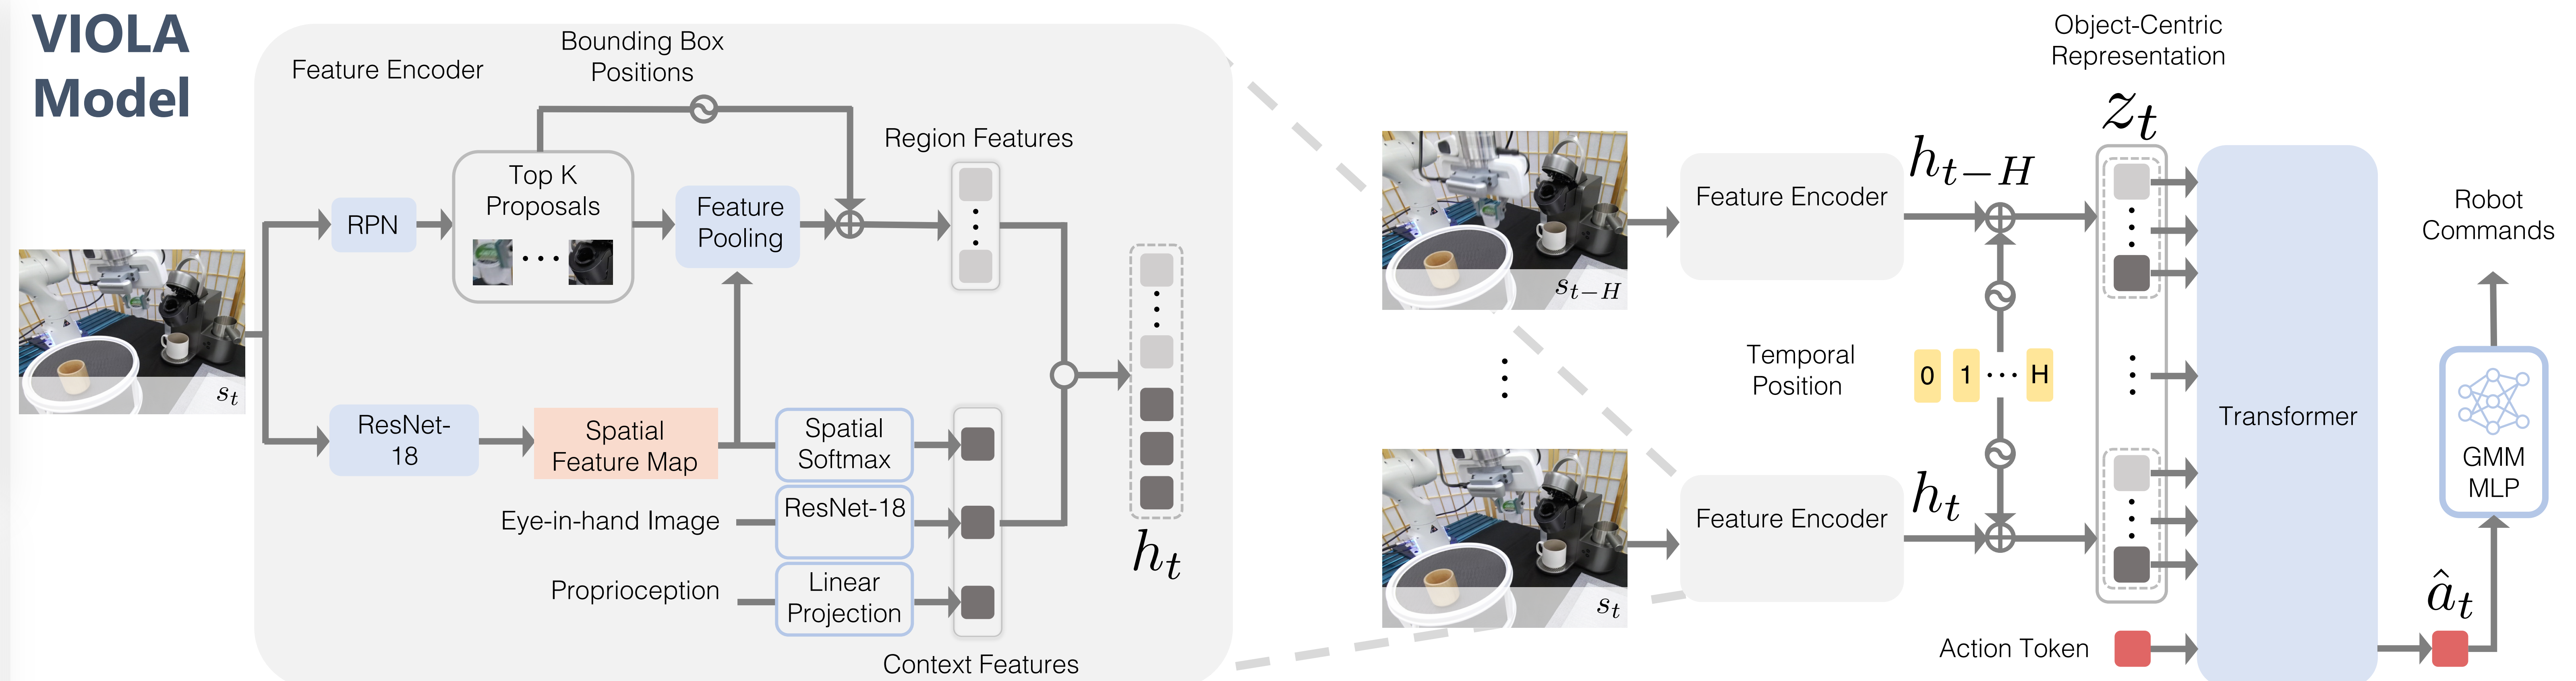 VIOLA
Model
Feature Encoder
Bounding Box
Positions
Top K
Proposals
RPN
Feature
Pooling
Region Features
s_t
ResNet-
18
Spatial
Feature Map
Spatial
Softmax
Eye-in-hand Image
ResNet-18
Proprioception
Linear
Projection
Context Features
h_t
s_{t-H}
s_t
Feature Encoder
Feature Encoder
h_{t-H}
h_t
Temporal
Position
0 1 ··· H
Object-Centric
Representation
z_t
Transformer
Action Token
â_t
GMM
MLP
Robot
Commands